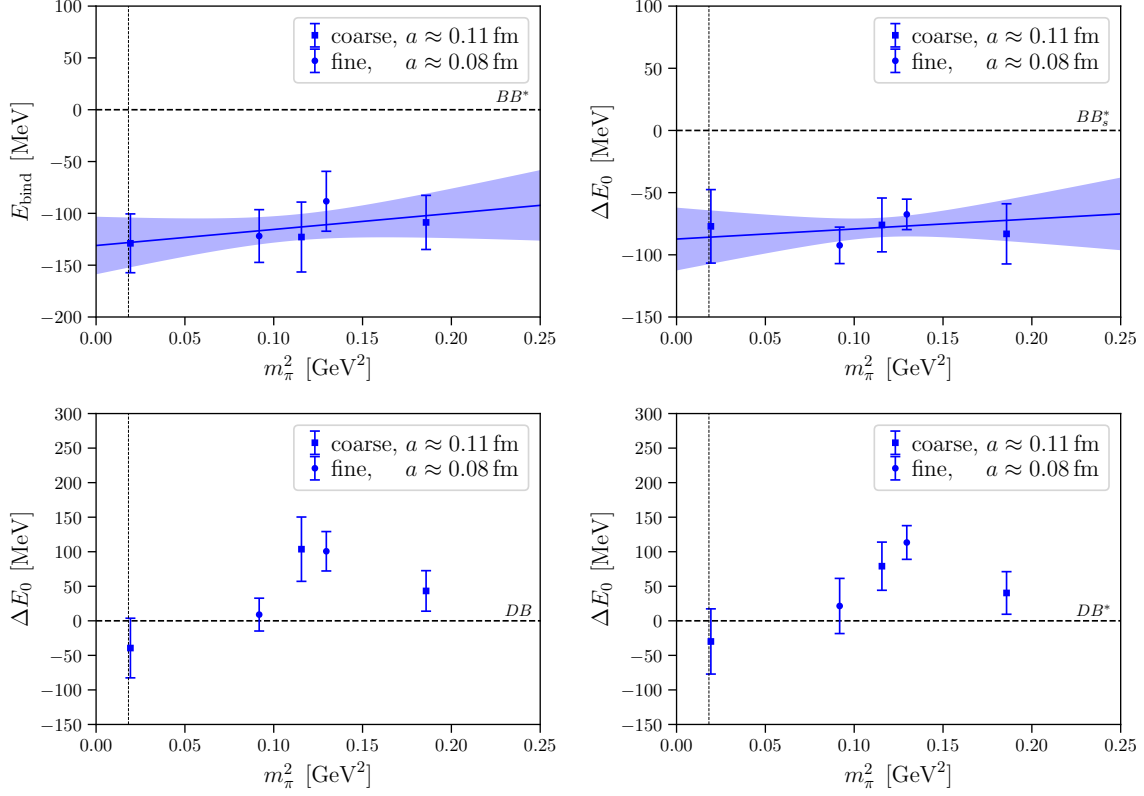 100
50
0
−50
−100
−150
−200
E_bind [MeV]
coarse, a ≈ 0.11 fm
fine, a ≈ 0.08 fm
BB*
0.00 0.05 0.10 0.15 0.20 0.25
m_π^2 [GeV^2]
100
50
0
−50
−100
−150
ΔE_0 [MeV]
coarse, a ≈ 0.11 fm
fine, a ≈ 0.08 fm
BB_s^*
0.00 0.05 0.10 0.15 0.20 0.25
m_π^2 [GeV^2]
300
250
200
150
100
50
0
−50
−100
−150
ΔE_0 [MeV]
coarse, a ≈ 0.11 fm
fine, a ≈ 0.08 fm
DB
0.00 0.05 0.10 0.15 0.20 0.25
m_π^2 [GeV^2]
300
250
200
150
100
50
0
−50
−100
−150
ΔE_0 [MeV]
coarse, a ≈ 0.11 fm
fine, a ≈ 0.08 fm
DB*
0.00 0.05 0.10 0.15 0.20 0.25
m_π^2 [GeV^2]